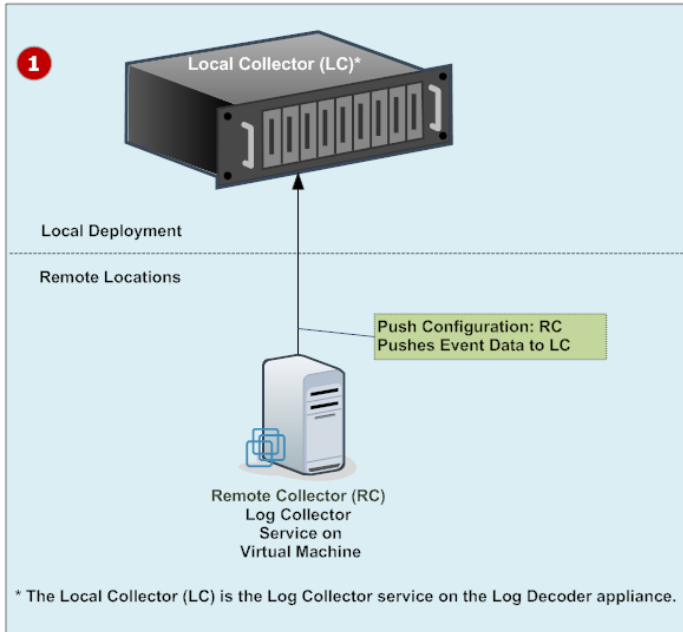 1
Local Collector (LC)*
Local Deployment
Remote Locations
Push Configuration: RC
Pushes Event Data to LC
Remote Collector (RC)
Log Collector
Service on
Virtual Machine
* The Local Collector (LC) is the Log Collector service on the Log Decoder appliance.